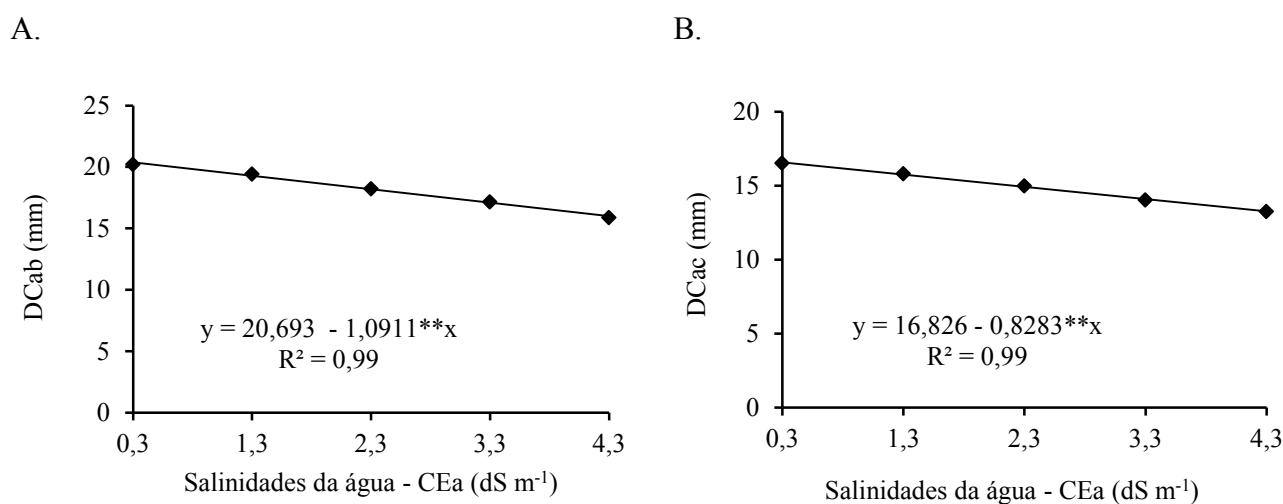 A.
25
20
15
10
5
0
DCab (mm)
y = 20,693 - 1,0911**x
R² = 0,99
0,3 1,3 2,3 3,3 4,3
Salinidades da água - CEa (dS m⁻¹)
B.
20
15
10
5
0
DCac (mm)
y = 16,826 - 0,8283**x
R² = 0,99
0,3 1,3 2,3 3,3 4,3
Salinidades da água - CEa (dS m⁻¹)